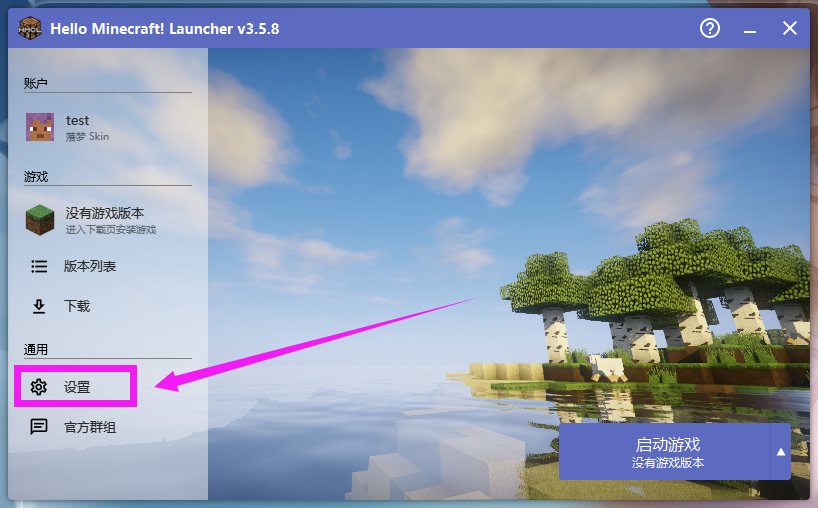 Hello Minecraft! Launcher v3.5.8
账户
test
落梦 Skin
游戏
没有游戏版本
进入下载页安装游戏
版本列表
下载
通用
设置
官方群组
启动游戏
没有游戏版本